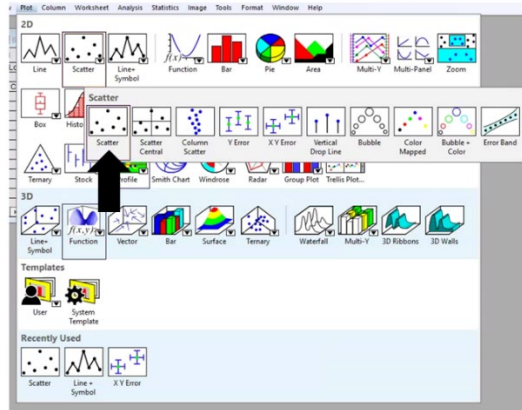 Plot Column Worksheet Analysis Statistics Image Tools Format Window Help
2D
Line Scatter Line+ Symbol Function Bar Pie Area Multi-Y Multi-Panel Zoom
Box Histo
Scatter
Scatter Scatter Central Column Scatter Y Error X Y Error Vertical Drop Line Bubble Color Mapped Bubble + Color Error Band
Ternary Stock rofile Smith Chart Windrose Radar Group Plot Trellis Plot...
3D
Line+ Symbol f(x,y) Function Vector Bar Surface Ternary Waterfall Multi-Y 3D Ribbons 3D Walls
Templates
User System Template
Recently Used
Scatter Line + Symbol X Y Error